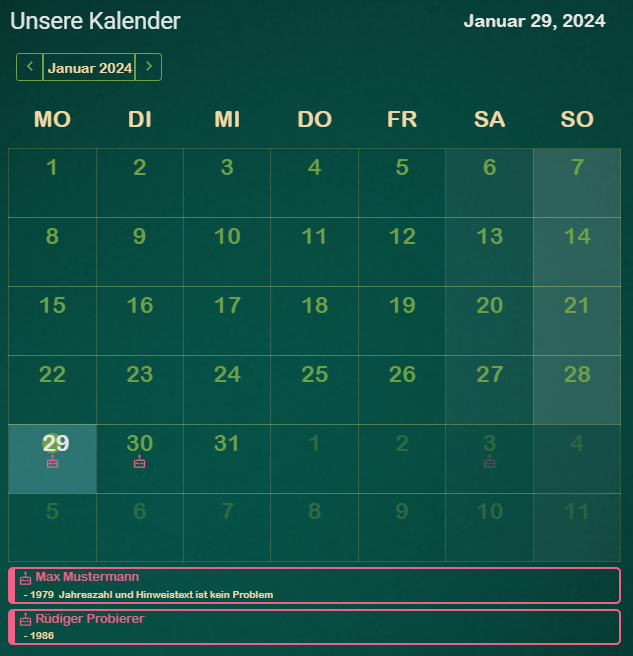 Unsere Kalender
Januar 29, 2024
Januar 2024
MO DI MI DO FR SA SO
1 2 3 4 5 6 7
8 9 10 11 12 13 14
15 16 17 18 19 20 21
22 23 24 25 26 27 28
29 30 31 1 2 3 4
5 6 7 8 9 10 11
Max Mustermann
- 1979 Jahreszahl und Hinweistext ist kein Problem
Rüdiger Probierer
- 1986